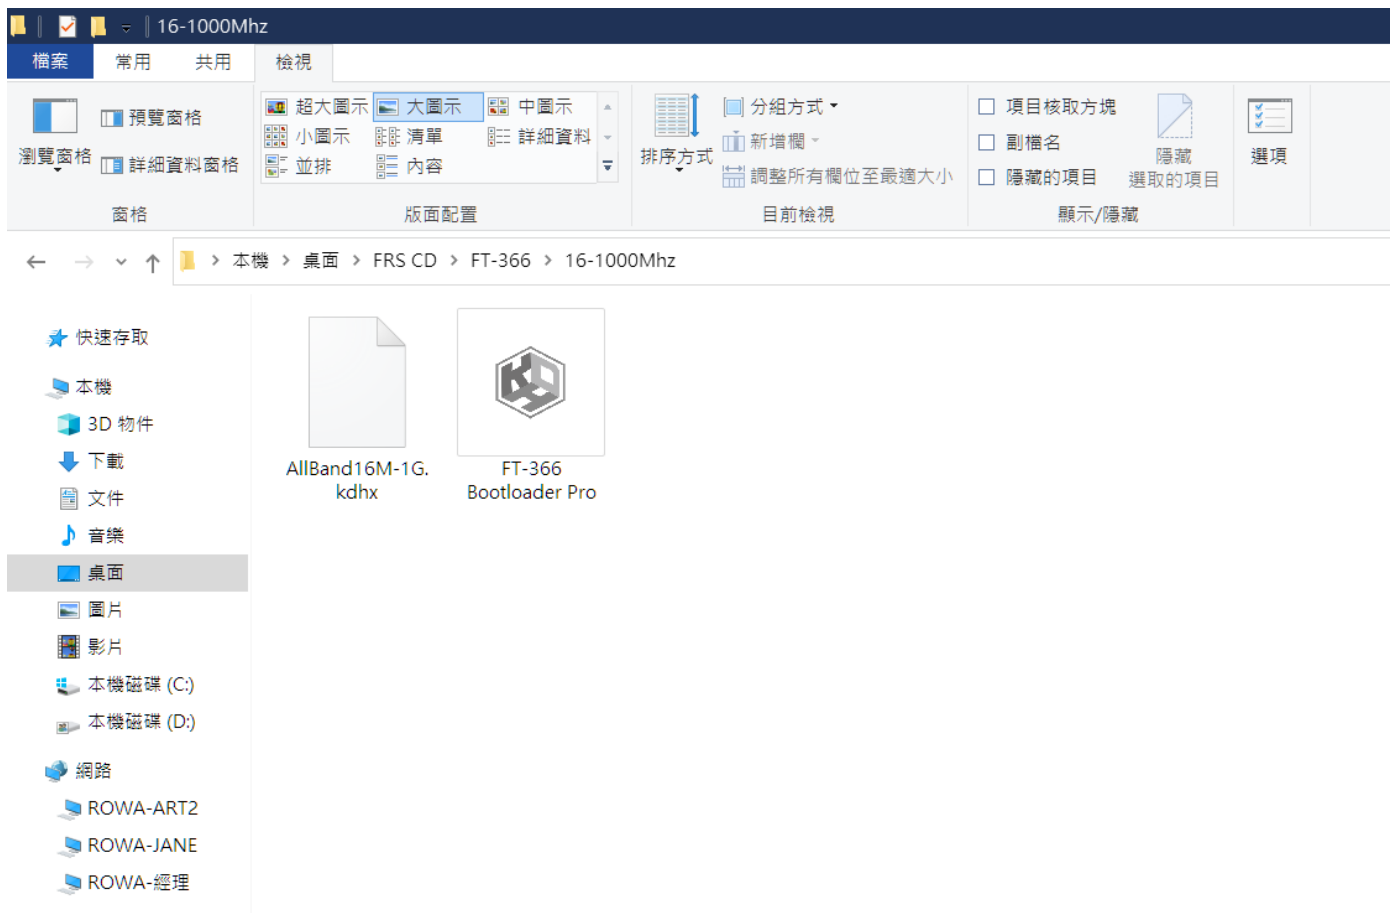 16-1000Mhz
檔案 常用 共用 檢視
瀏覽窗格
預覽窗格
詳細資料窗格
窗格
超大圖示 大圖示 中圖示
小圖示 清單 詳細資料
並排 內容
版面配置
排序方式
分組方式
新增欄
調整所有欄位至最適大小
目前檢視
項目核取方塊
副檔名
隱藏的項目
隱藏
選取的項目
顯示/隱藏
選項
本機 > 桌面 > FRS CD > FT-366 > 16-1000Mhz
快速存取
本機
3D 物件
下載
文件
音樂
桌面
圖片
影片
本機磁碟 (C:)
本機磁碟 (D:)
網路
ROWA-ART2
ROWA-JANE
ROWA-經理
AllBand16M-1G.
kdhx
KDH
FT-366
Bootloader Pro